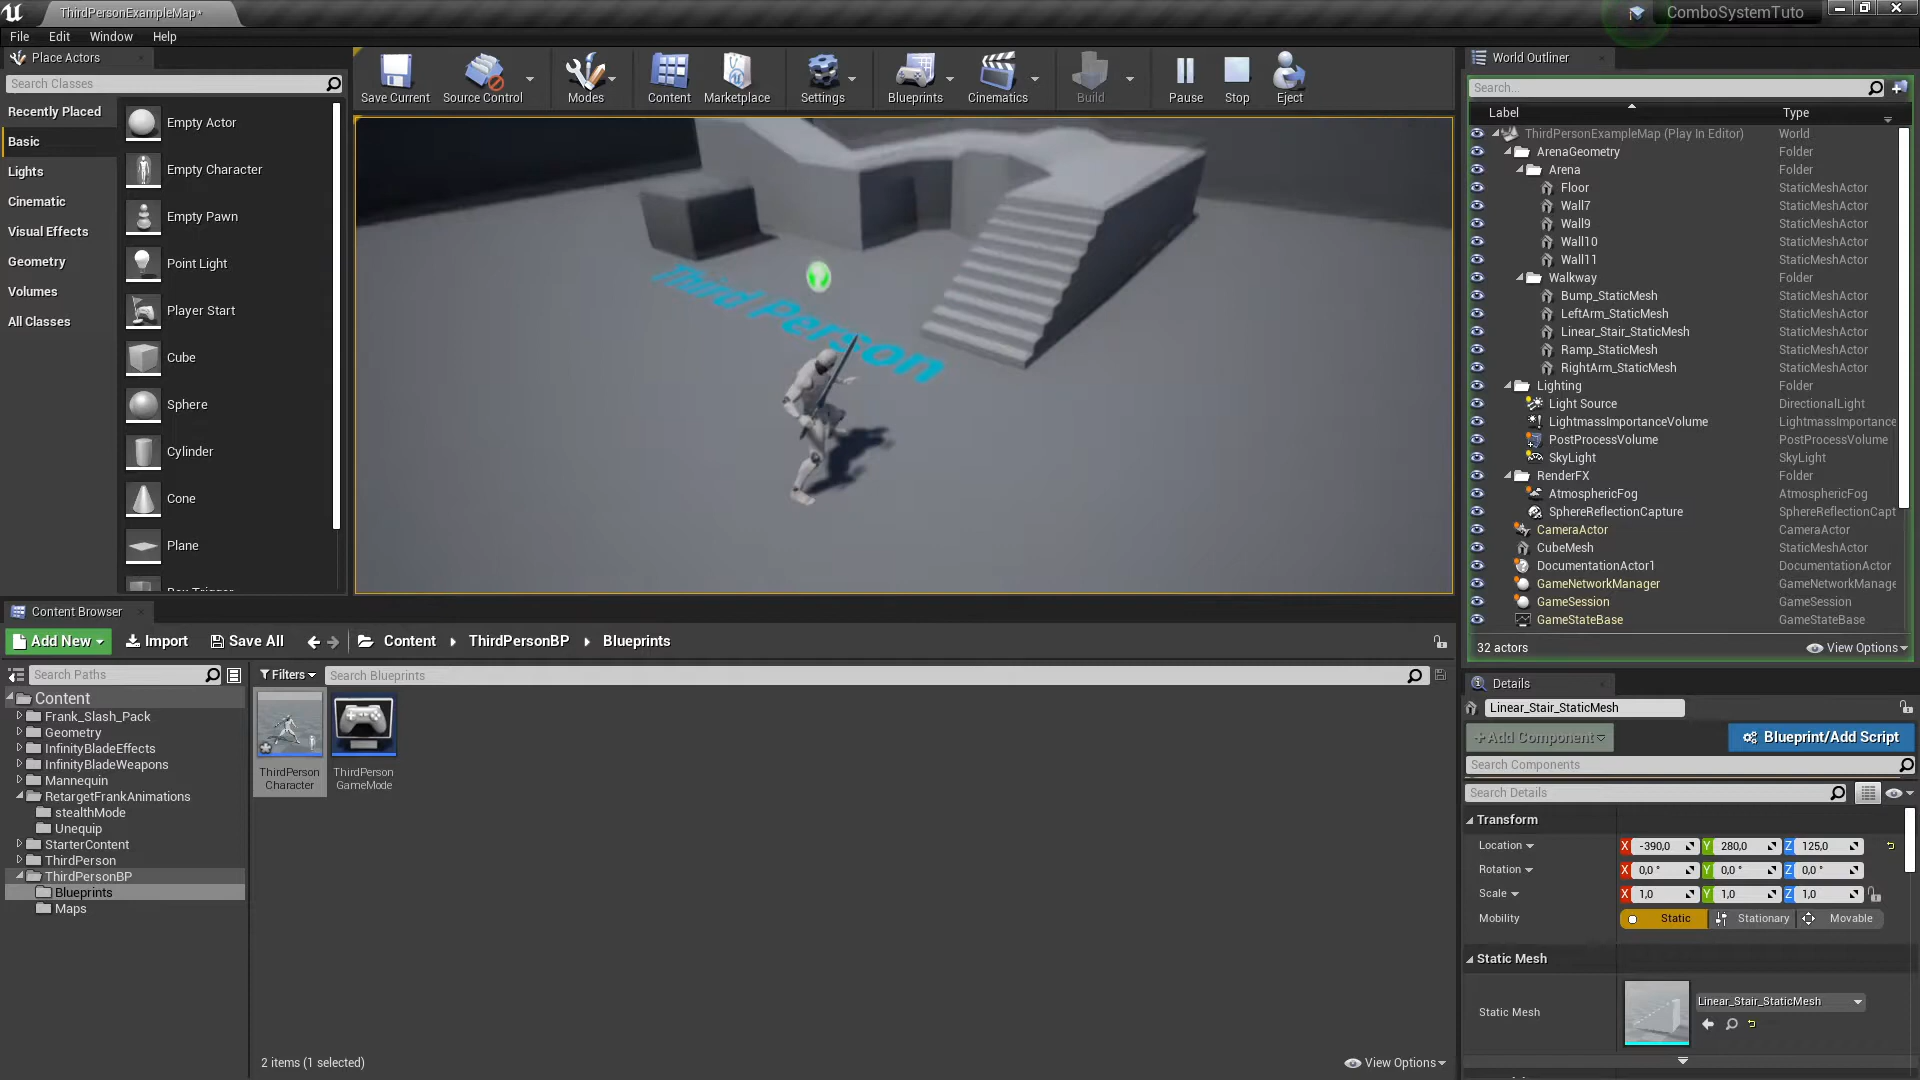 ThirdPersonExampleMap*
ComboSystemTuto
File Edit Window Help
Place Actors
Search Classes
Recently Placed
Basic
Lights
Cinematic
Visual Effects
Geometry
Volumes
All Classes
Empty Actor
Empty Character
Empty Pawn
Point Light
Player Start
Cube
Sphere
Cylinder
Cone
Plane
Box Trigger
Save Current
Source Control
Modes
Content
Marketplace
Settings
Blueprints
Cinematics
Build
Pause
Stop
Eject
Third Person
World Outliner
Search...
Label Type
ThirdPersonExampleMap (Play In Editor) World
ArenaGeometry Folder
Arena Folder
Floor StaticMeshActor
Wall7 StaticMeshActor
Wall9 StaticMeshActor
Wall10 StaticMeshActor
Wall11 StaticMeshActor
Walkway Folder
Bump_StaticMesh StaticMeshActor
LeftArm_StaticMesh StaticMeshActor
Linear_Stair_StaticMesh StaticMeshActor
Ramp_StaticMesh StaticMeshActor
RightArm_StaticMesh StaticMeshActor
Lighting Folder
Light Source DirectionalLight
LightmassImportanceVolume LightmassImportance
PostProcessVolume PostProcessVolume
SkyLight SkyLight
RenderFX Folder
AtmosphericFog AtmosphericFog
SphereReflectionCapture SphereReflectionCapt
CameraActor CameraActor
CubeMesh StaticMeshActor
DocumentationActor1 DocumentationActor
GameNetworkManager GameNetworkManage
GameSession GameSession
GameStateBase GameStateBase
32 actors
View Options
Content Browser
Add New
Import
Save All
Content
ThirdPersonBP
Blueprints
Search Paths
Filters
Search Blueprints
Content
Frank_Slash_Pack
Geometry
InfinityBladeEffects
InfinityBladeWeapons
Mannequin
RetargetFrankAnimations
stealthMode
Unequip
StarterContent
ThirdPerson
ThirdPersonBP
Blueprints
Maps
ThirdPerson
Character
ThirdPerson
GameMode
2 items (1 selected)
View Options
Details
Linear_Stair_StaticMesh
+Add Component
Blueprint/Add Script
Search Components
Search Details
Transform
Location X -390,0 Y 280,0 Z 125,0
Rotation X 0,0 ° Y 0,0 ° Z 0,0 °
Scale X 1,0 Y 1,0 Z 1,0
Mobility Static Stationary Movable
Static Mesh
Static Mesh
Linear_Stair_StaticMesh